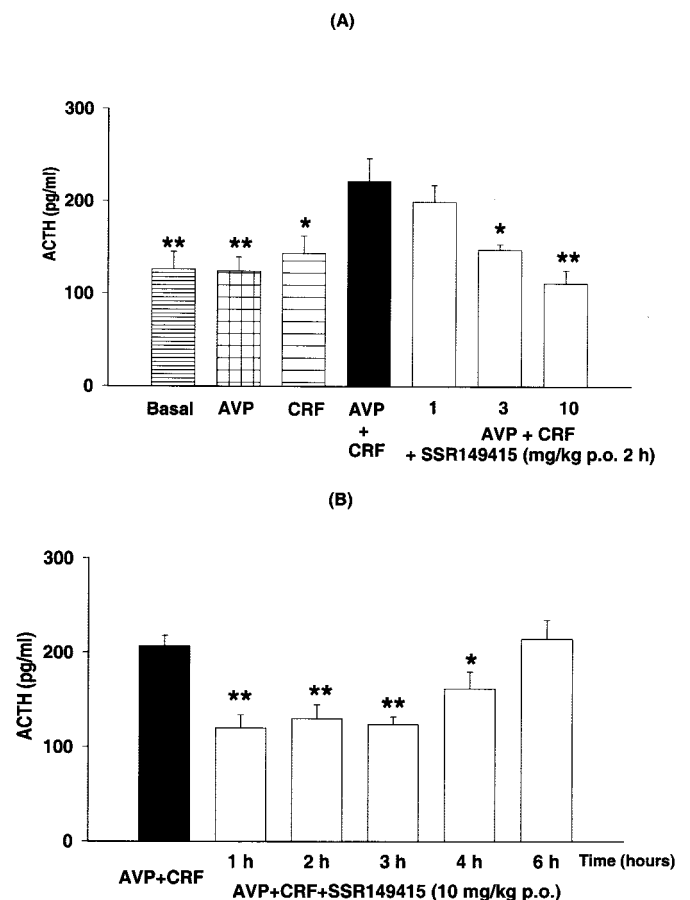 (A)
300
200
100
0
ACTH (pg/ml)
** ** * * **
Basal AVP CRF AVP 1 3 10
+ AVP + CRF
CRF + SSR149415 (mg/kg p.o. 2 h)
(B)
300
200
100
0
ACTH (pg/ml)
** ** ** *
1 h 2 h 3 h 4 h 6 h Time (hours)
AVP+CRF AVP+CRF+SSR149415 (10 mg/kg p.o.)